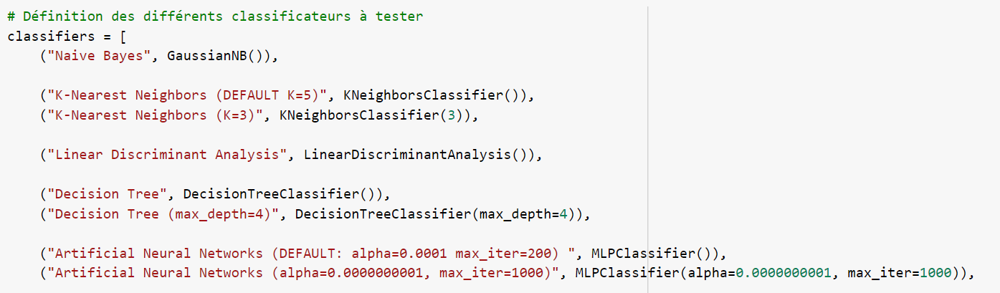 # Définition des différents classificateurs à tester
classifiers = [
("Naive Bayes", GaussianNB()),
("K-Nearest Neighbors (DEFAULT K=5)", KNeighborsClassifier()),
("K-Nearest Neighbors (K=3)", KNeighborsClassifier(3)),
("Linear Discriminant Analysis", LinearDiscriminantAnalysis()),
("Decision Tree", DecisionTreeClassifier()),
("Decision Tree (max_depth=4)", DecisionTreeClassifier(max_depth=4)),
("Artificial Neural Networks (DEFAULT: alpha=0.0001 max_iter=200) ", MLPClassifier()),
("Artificial Neural Networks (alpha=0.0000000001, max_iter=1000)", MLPClassifier(alpha=0.0000000001, max_iter=1000)),